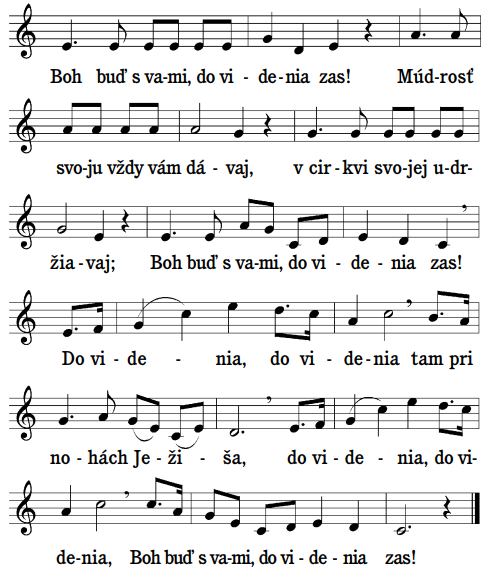 Boh buď s va-mi, do vi - de-nia zas! Múd-rosť
svo-ju vždy vám dá - vaj, v cir-kvi svo-jej u-dr-
žia-vaj; Boh buď s va-mi, do vi - de - nia zas!
Do vi - de - nia, do vi - de-nia tam pri
no-hách Je-ži - ša, do vi-de - nia, do vi-
de-nia, Boh buď s va-mi, do vi - de - nia zas!